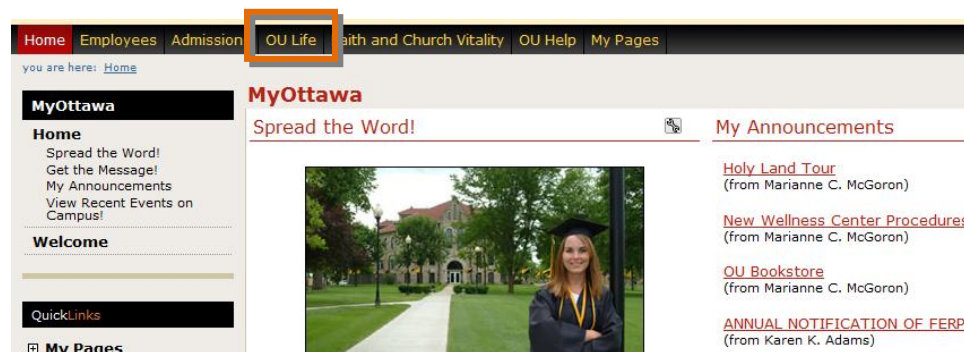 Home Employees Admission OU Life aith and Church Vitality OU Help My Pages
you are here: Home
MyOttawa
Home
Spread the Word!
Get the Message!
My Announcements
View Recent Events on
Campus!
Welcome
QuickLinks
My Pages
MyOttawa
Spread the Word!
My Announcements
Holy Land Tour
(from Marianne C. McGoron)
New Wellness Center Procedures
(from Marianne C. McGoron)
OU Bookstore
(from Marianne C. McGoron)
ANNUAL NOTIFICATION OF FERP
(from Karen K. Adams)